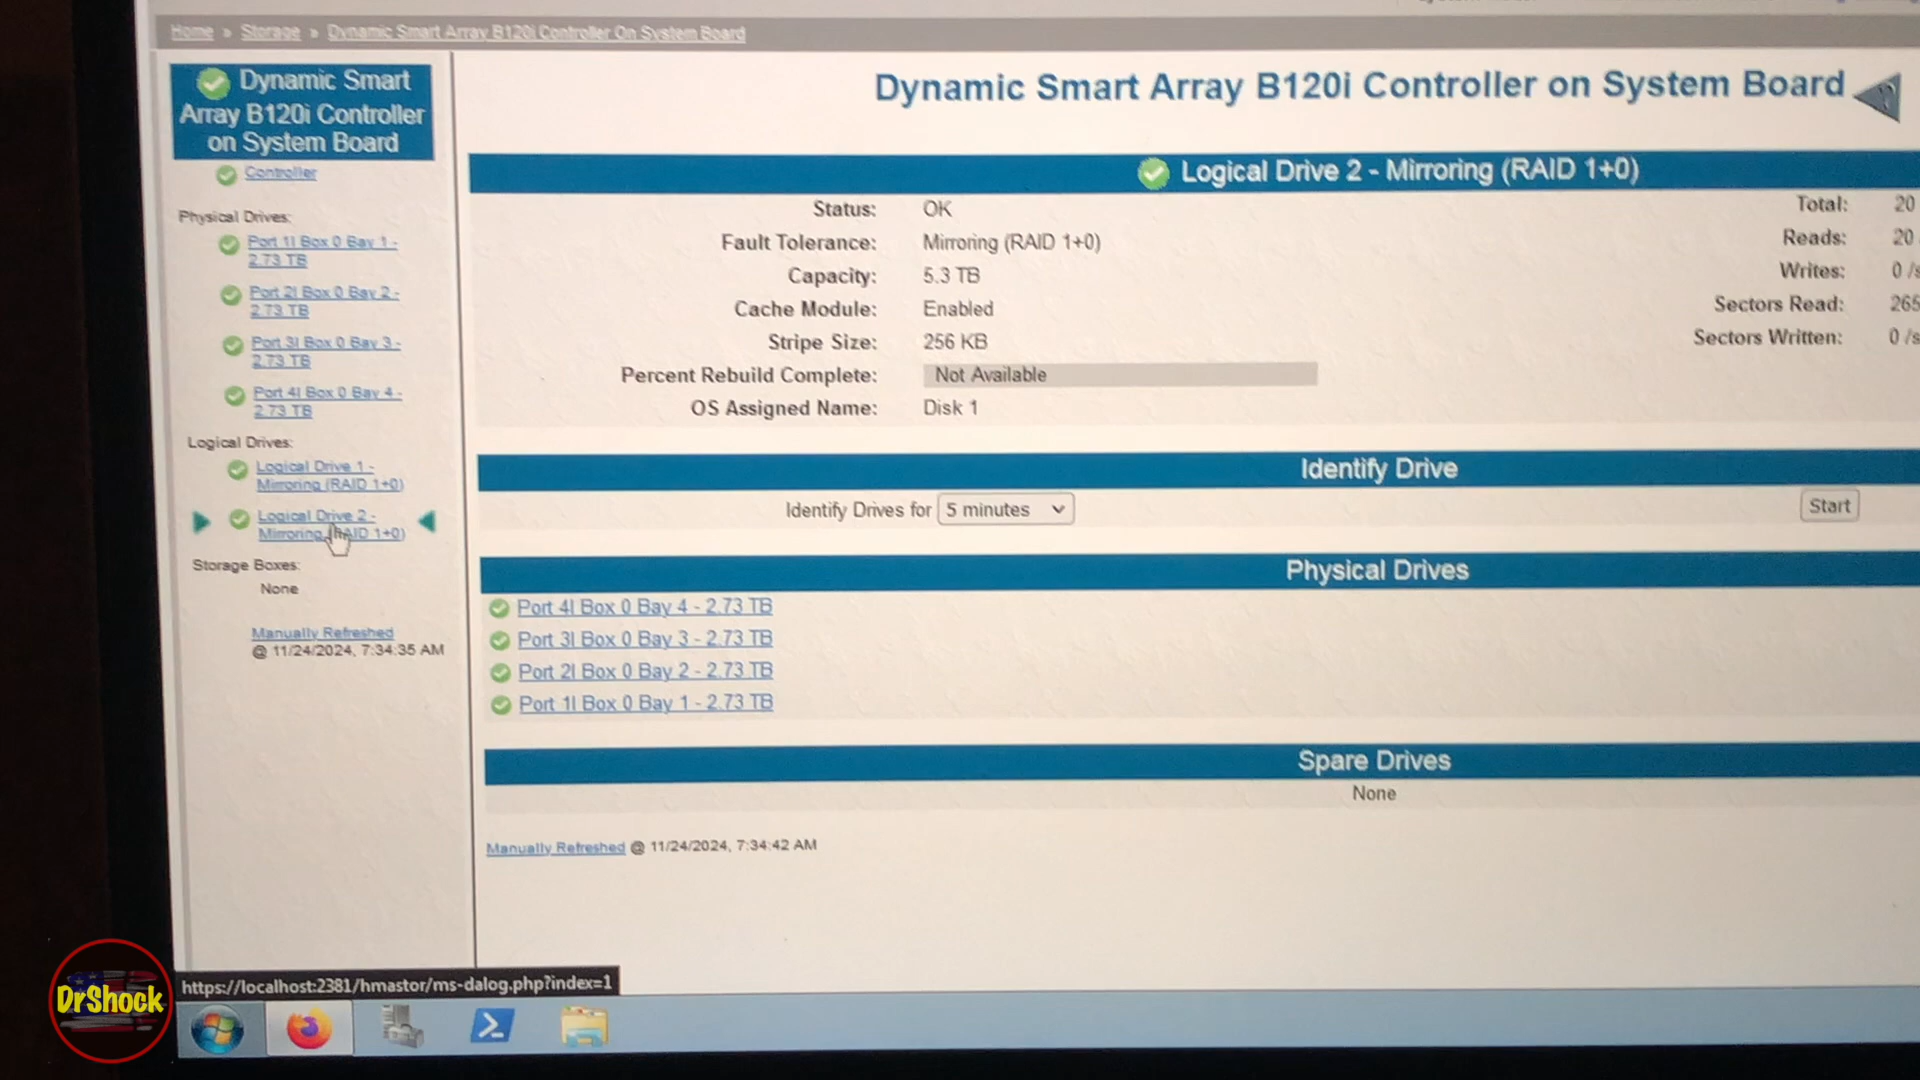 Home » Storage » Dynamic Smart Array B120i Controller On System Board
Dynamic Smart
Array B120i Controller
on System Board
Controller
Physical Drives:
Port 1I Box 0 Bay 1 -
2.73 TB
Port 2I Box 0 Bay 2 -
2.73 TB
Port 3I Box 0 Bay 3 -
2.73 TB
Port 4I Box 0 Bay 4 -
2.73 TB
Logical Drives:
Logical Drive 1 -
Mirroring (RAID 1+0)
Logical Drive 2 -
Mirroring (RAID 1+0)
Storage Boxes:
None
Manually Refreshed
@ 11/24/2024, 7:34:35 AM
Dynamic Smart Array B120i Controller on System Board
Logical Drive 2 - Mirroring (RAID 1+0)
Status: OK
Fault Tolerance: Mirroring (RAID 1+0)
Capacity: 5.3 TB
Cache Module: Enabled
Stripe Size: 256 KB
Percent Rebuild Complete: Not Available
OS Assigned Name: Disk 1
Total: 20
Reads: 20
Writes: 0 /s
Sectors Read: 265
Sectors Written: 0 /s
Identify Drive
Identify Drives for 5 minutes Start
Physical Drives
Port 4I Box 0 Bay 4 - 2.73 TB
Port 3I Box 0 Bay 3 - 2.73 TB
Port 2I Box 0 Bay 2 - 2.73 TB
Port 1I Box 0 Bay 1 - 2.73 TB
Spare Drives
None
Manually Refreshed @ 11/24/2024, 7:34:42 AM
https://localhost:2381/hmastor/ms-dalog.php?index=1
DrShock